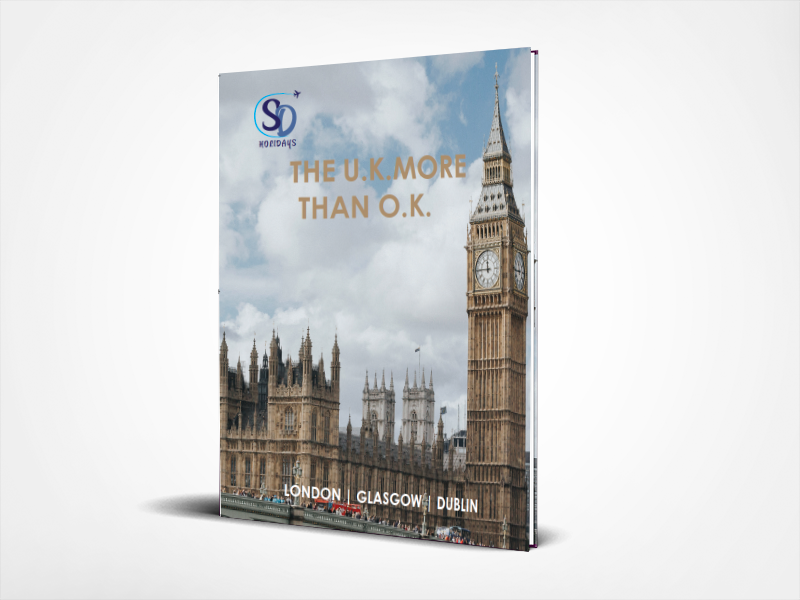 SD
HOLIDAYS
THE U.K.MORE
THAN O.K.
LONDON | GLASGOW | DUBLIN